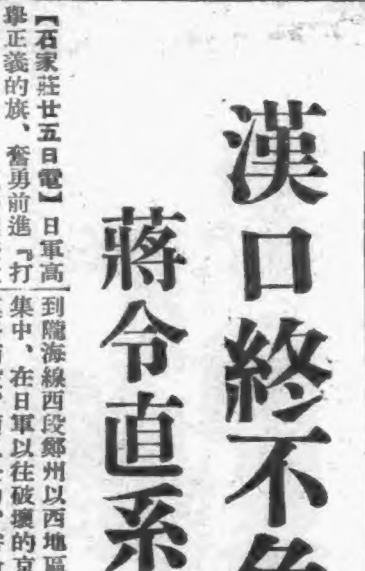 漢口終不
蔣令直系
【石家莊廿五日電】日軍高
舉正義的旗、奮勇前進『打
到隴海線西段鄭州以西地區
集中、在日軍以往破壞的京